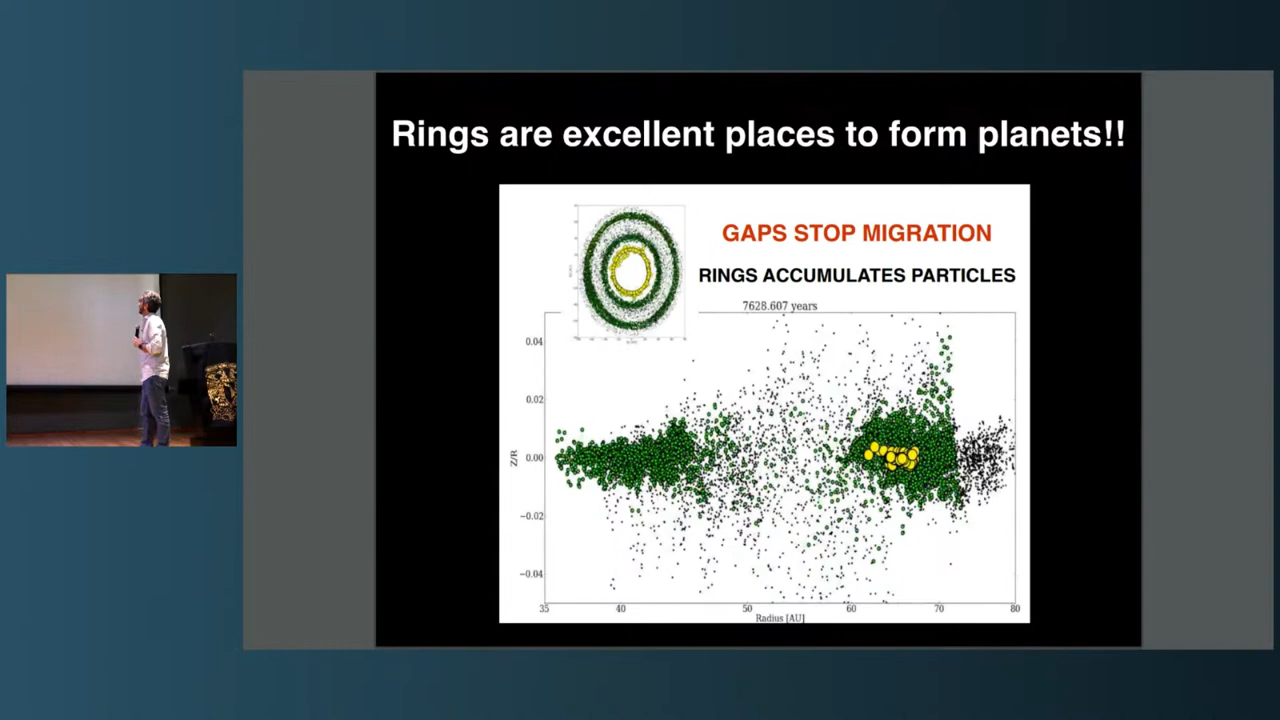 Rings are excellent places to form planets!!
GAPS STOP MIGRATION
RINGS ACCUMULATES PARTICLES
7628.607 years
0.04
0.02
0.00
−0.02
−0.04
Z/R
35
40
50
60
70
80
Radius [AU]